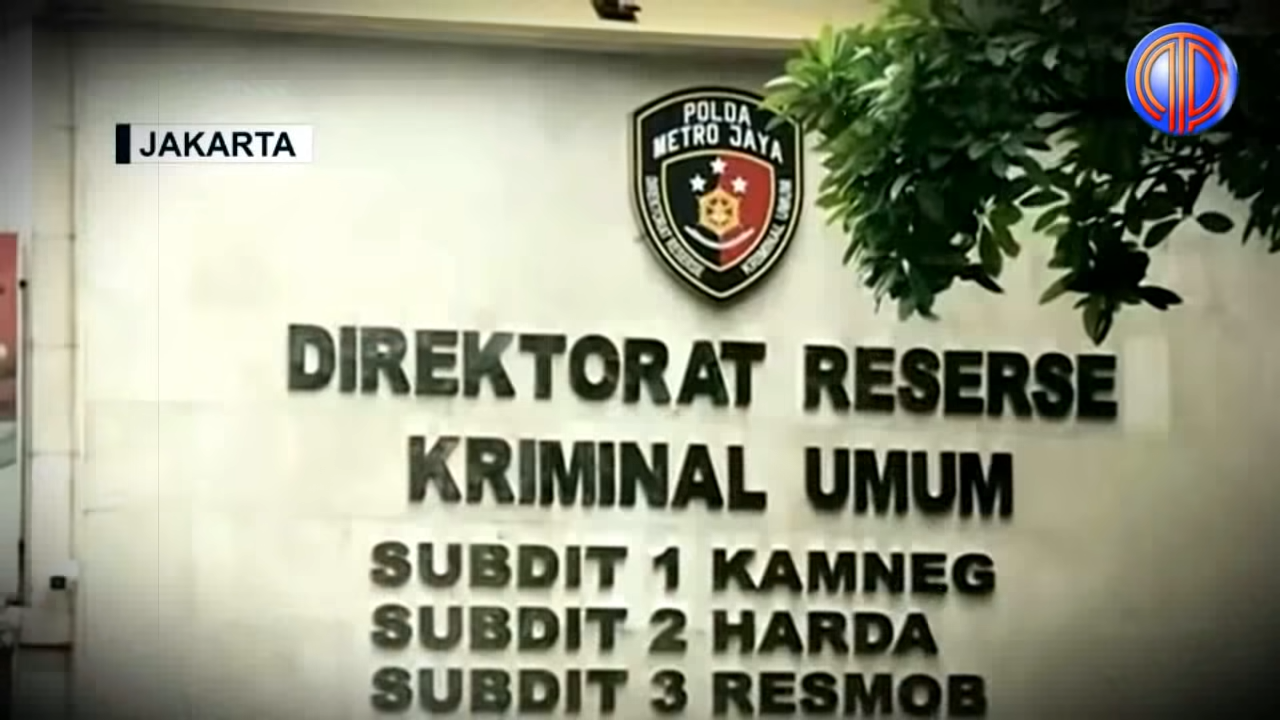 JAKARTA
POLDA
METRO JAYA
DIREKTORAT RESERSE
KRIMINAL UMUM
DIREKTORAT RESERSE
KRIMINAL UMUM
SUBDIT 1 KAMNEG
SUBDIT 2 HARDA
SUBDIT 3 RESMOB